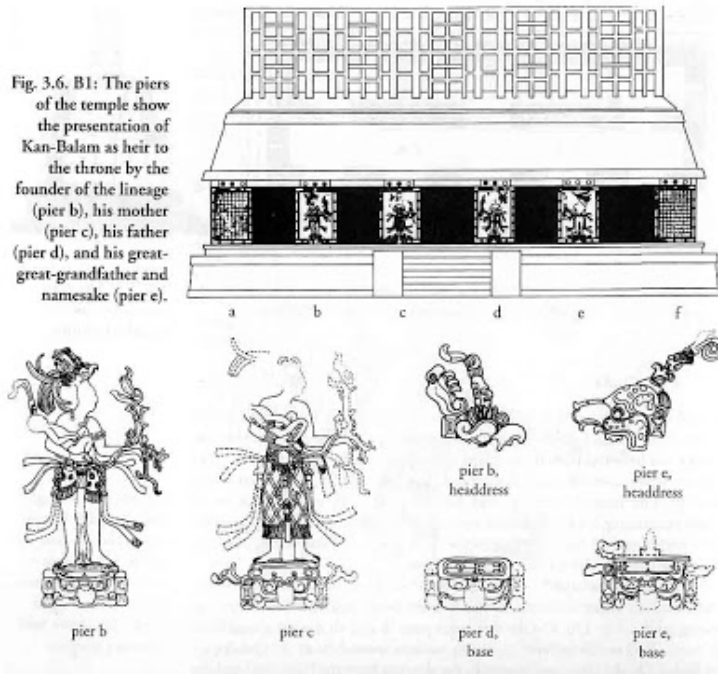 Fig. 3.6. B1: The piers
of the temple show
the presentation of
Kan-Balam as heir to
the throne by the
founder of the lineage
(pier b), his mother
(pier c), his father
(pier d), and his great-
great-grandfather and
namesake (pier e).
a b c d e f
pier b,
headdress
pier e,
headdress
pier b
pier c
pier d,
base
pier e,
base